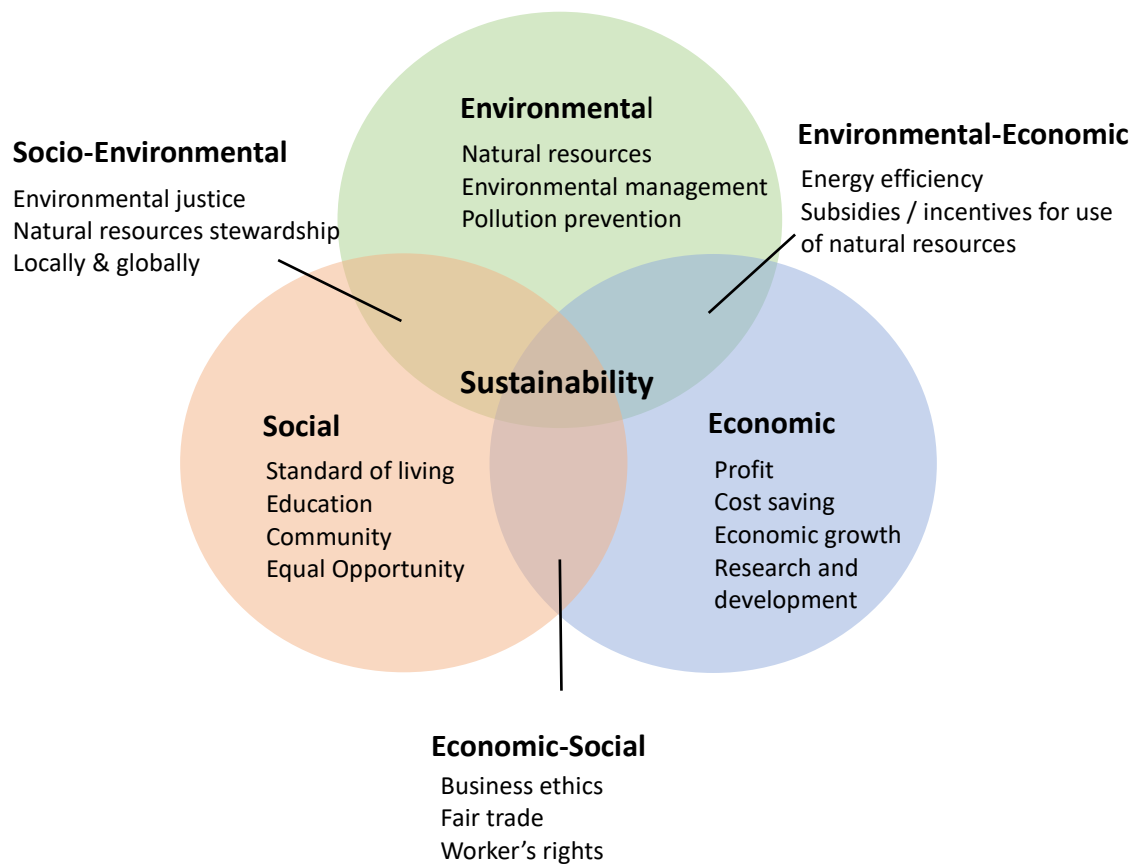 Environmental
Natural resources
Environmental management
Pollution prevention
Socio-Environmental
Environmental justice
Natural resources stewardship
Locally & globally
Environmental-Economic
Energy efficiency
Subsidies / incentives for use
of natural resources
Sustainability
Social
Standard of living
Education
Community
Equal Opportunity
Economic
Profit
Cost saving
Economic growth
Research and
development
Economic-Social
Business ethics
Fair trade
Worker’s rights